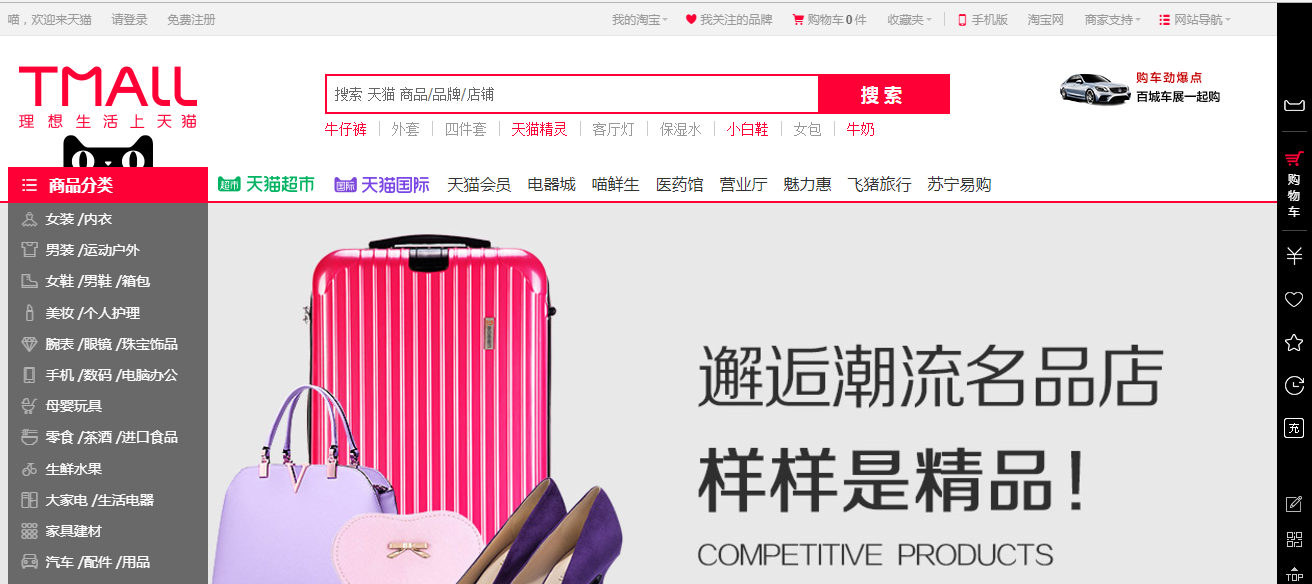 喵，欢迎来天猫 请登录 免费注册 我的淘宝 我关注的品牌 购物车0件 收藏夹 手机版 淘宝网 商家支持 网站导航
TMALL
理想生活上天猫
搜索 天猫 商品/品牌/店铺 搜索
牛仔裤 外套 四件套 天猫精灵 客厅灯 保湿水 小白鞋 女包 牛奶
购车劲爆点
百城车展一起购
商品分类 超市 天猫超市 国际 天猫国际 天猫会员 电器城 喵鲜生 医药馆 营业厅 魅力惠 飞猪旅行 苏宁易购
女装 /内衣
男装 /运动户外
女鞋 /男鞋 /箱包
美妆 /个人护理
腕表 /眼镜 /珠宝饰品
手机 /数码 /电脑办公
母婴玩具
零食 /茶酒 /进口食品
生鲜水果
大家电 /生活电器
家具建材
汽车 /配件 /用品
邂逅潮流名品店
样样是精品！
COMPETITIVE PRODUCTS
购物车
充
TOP